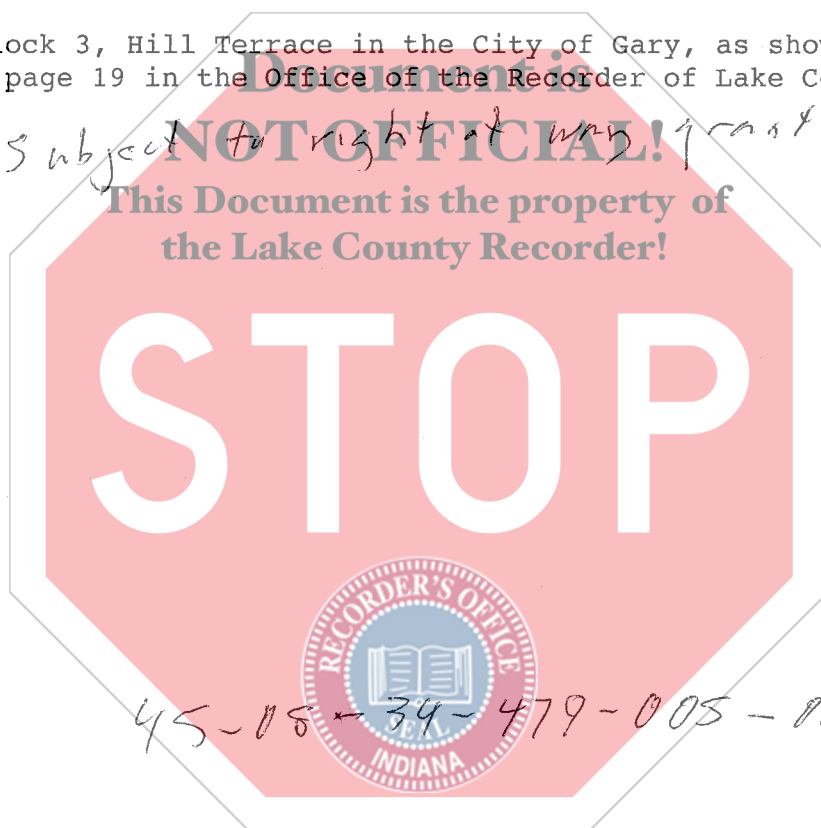 lock 3, Hill Terrace in the City of Gary, as show
page 19 in the Office of the Recorder of Lake Co
Document is
Subject to right at way grant
NOT OFFICIAL!
This Document is the property of
the Lake County Recorder!
STOP
RECORDER'S OFFICE
SEAL
INDIANA
45-08-34-479-005-0